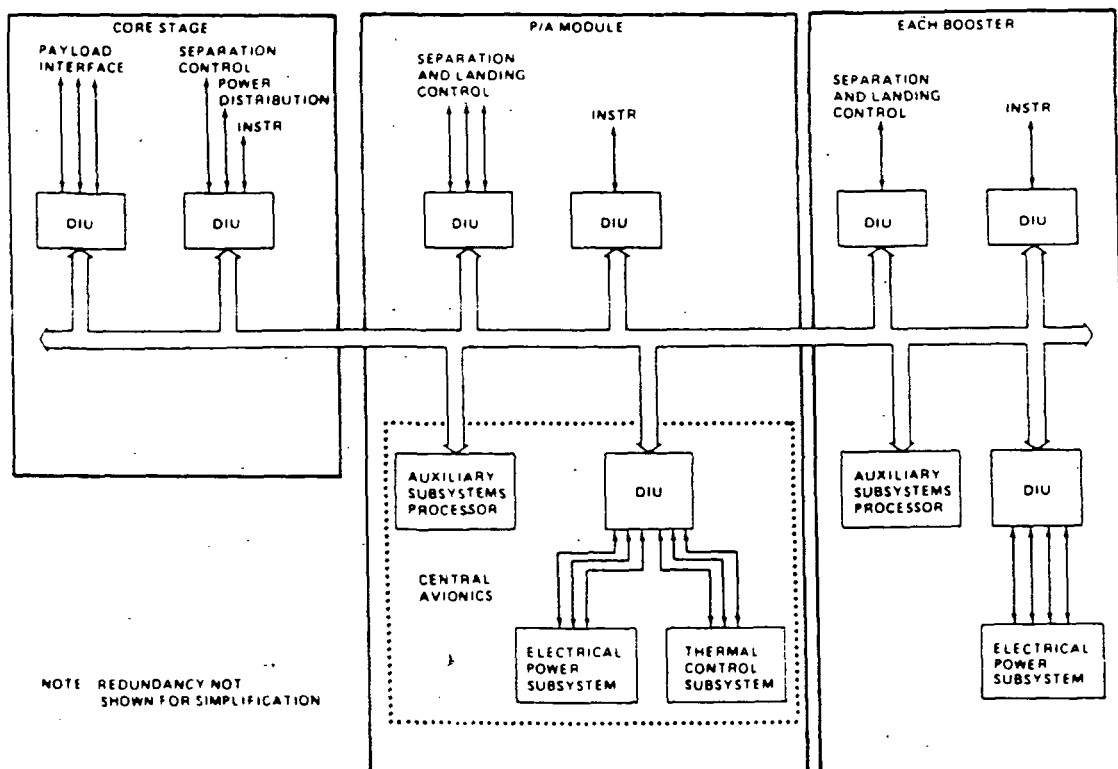 CORE STAGE
PAYLOAD
INTERFACE
SEPARATION
CONTROL
POWER
DISTRIBUTION
INSTR
DIU
DIU
P/A MODULE
SEPARATION
AND LANDING
CONTROL
INSTR
DIU
DIU
EACH BOOSTER
SEPARATION
AND LANDING
CONTROL
INSTR
DIU
DIU
AUXILIARY
SUBSYSTEMS
PROCESSOR
DIU
CENTRAL
AVIONICS
ELECTRICAL
POWER
SUBSYSTEM
THERMAL
CONTROL
SUBSYSTEM
AUXILIARY
SUBSYSTEMS
PROCESSOR
DIU
ELECTRICAL
POWER
SUBSYSTEM
NOTE REDUNDANCY NOT
SHOWN FOR SIMPLIFICATION